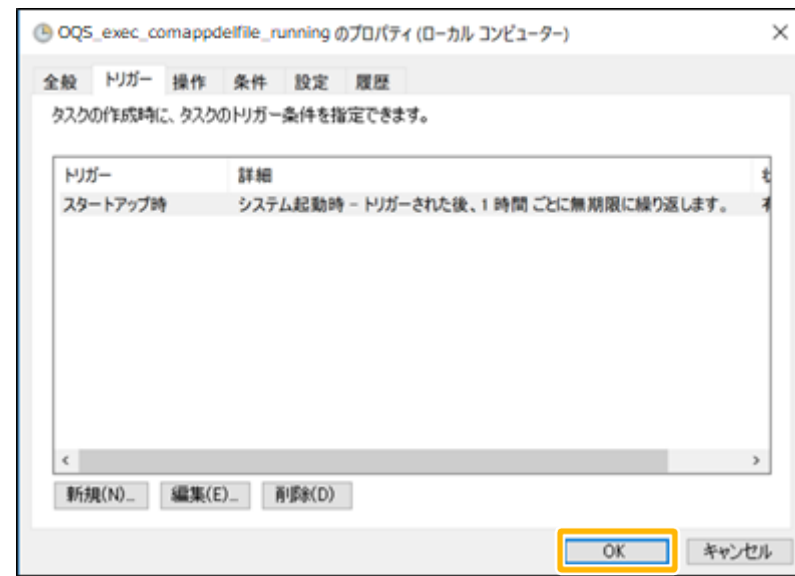 OQS_exec_comappdelfile_running のプロパティ (ローカル コンピューター)
全般 トリガー 操作 条件 設定 履歴
タスクの作成時に、タスクのトリガー条件を指定できます。
トリガー 詳細
スタートアップ時 システム起動時 - トリガーされた後、1 時間 ごとに無期限に繰り返します。
新規(N)... 編集(E)... 削除(D)
OK キャンセル